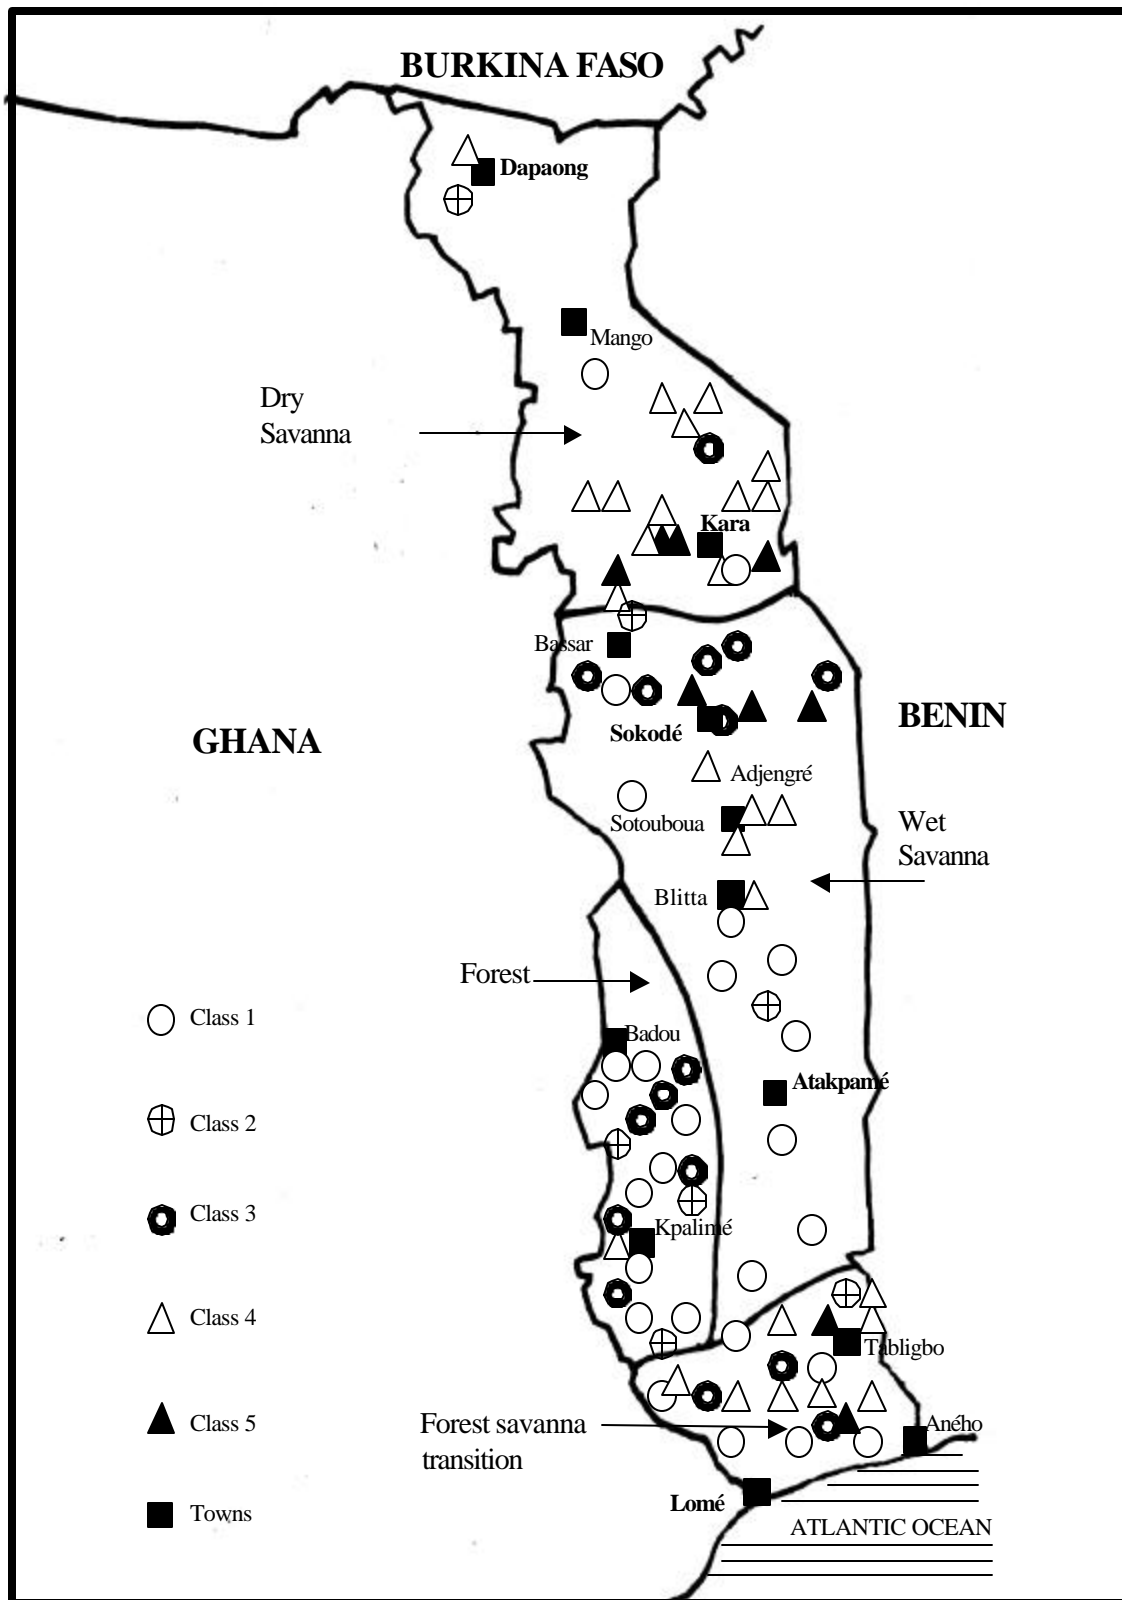 BURKINA FASO
Dapaong
Mango
Dry
Savanna
Kara
Bassar
BENIN
GHANA
Sokodé
Adjengré
Sotouboua
Wet
Savanna
Blitta
Forest
Class 1
Badou
Atakpamé
Class 2
Class 3
Kpalimé
Class 4
Tabligbo
Class 5
Forest savanna
transition
Aného
Towns
Lomé
ATLANTIC OCEAN